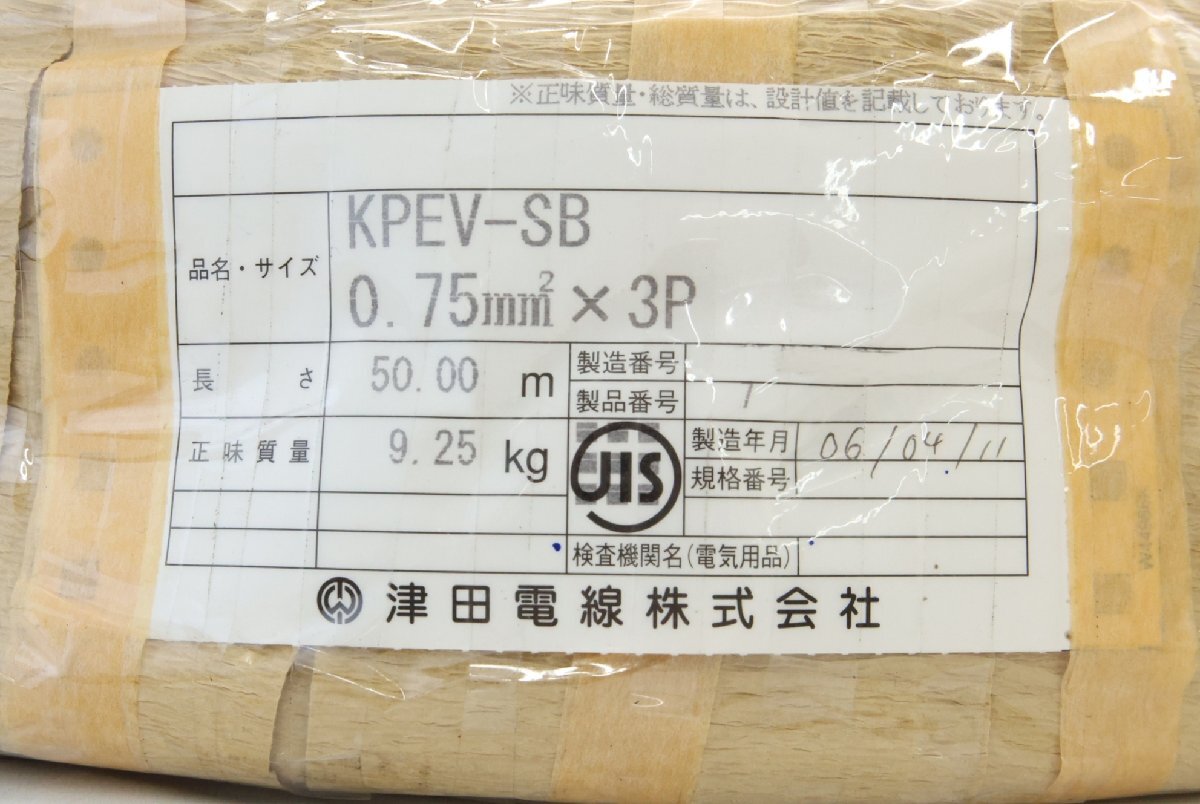 ※正味質量・総質量は、設計値を記載しております。
品名・サイズ
KPEV-SB
0.75mm² × 3P
長さ 50.00 m
製造番号
製品番号 1
正味質量 9.25 kg
JIS
製造年月 06/04/11
規格番号
検査機関名(電気用品)
津田電線株式会社